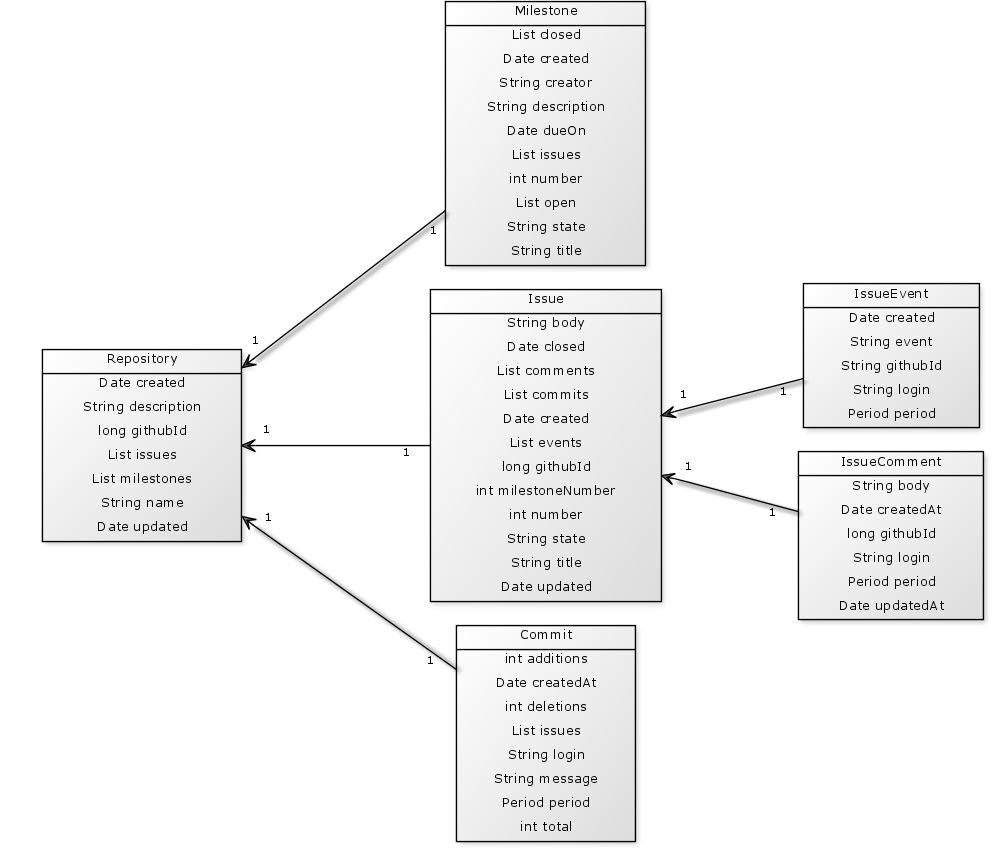 Milestone
List closed
Date created
String creator
String description
Date dueOn
List issues
int number
List open
String state
String title
1
1
Repository
Date created
String description
long githubId
List issues
List milestones
String name
Date updated
1
1
1
1
Issue
String body
Date closed
List comments
List commits
Date created
List events
long githubId
int milestoneNumber
int number
String state
String title
Date updated
1
1
1
1
IssueEvent
Date created
String event
String githubId
String login
Period period
IssueComment
String body
Date createdAt
long githubId
String login
Period period
Date updatedAt
Commit
int additions
Date createdAt
int deletions
List issues
String login
String message
Period period
int total